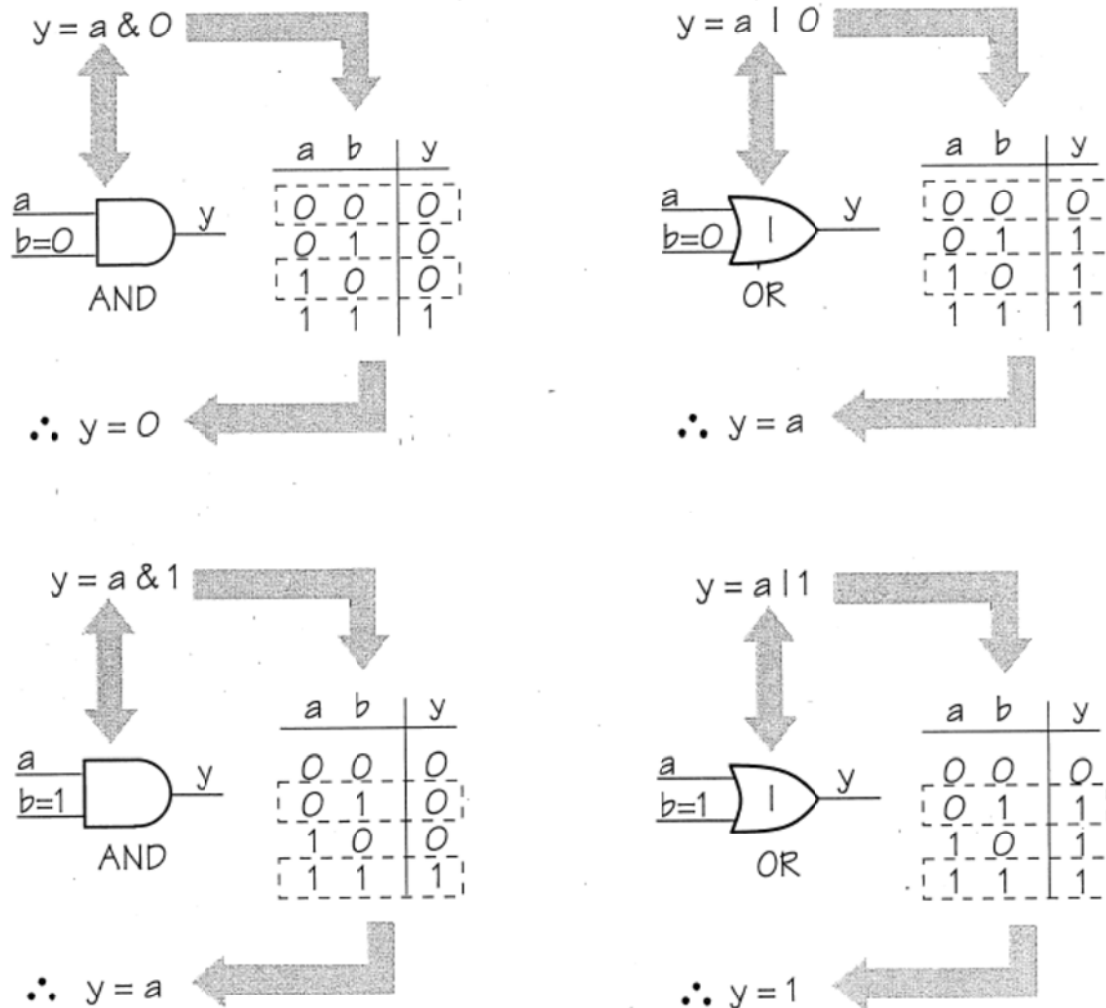 y = a & 0
a b y
0 0 0
0 1 0
1 0 0
1 1 1
a
b=0
y
AND
∴ y = 0
y = a | 0
a b y
0 0 0
0 1 1
1 0 1
1 1 1
a
b=0
|
y
OR
∴ y = a
y = a & 1
a b y
0 0 0
0 1 0
1 0 0
1 1 1
a
b=1
y
AND
∴ y = a
y = a | 1
a b y
0 0 0
0 1 1
1 0 1
1 1 1
a
b=1
|
y
OR
∴ y = 1